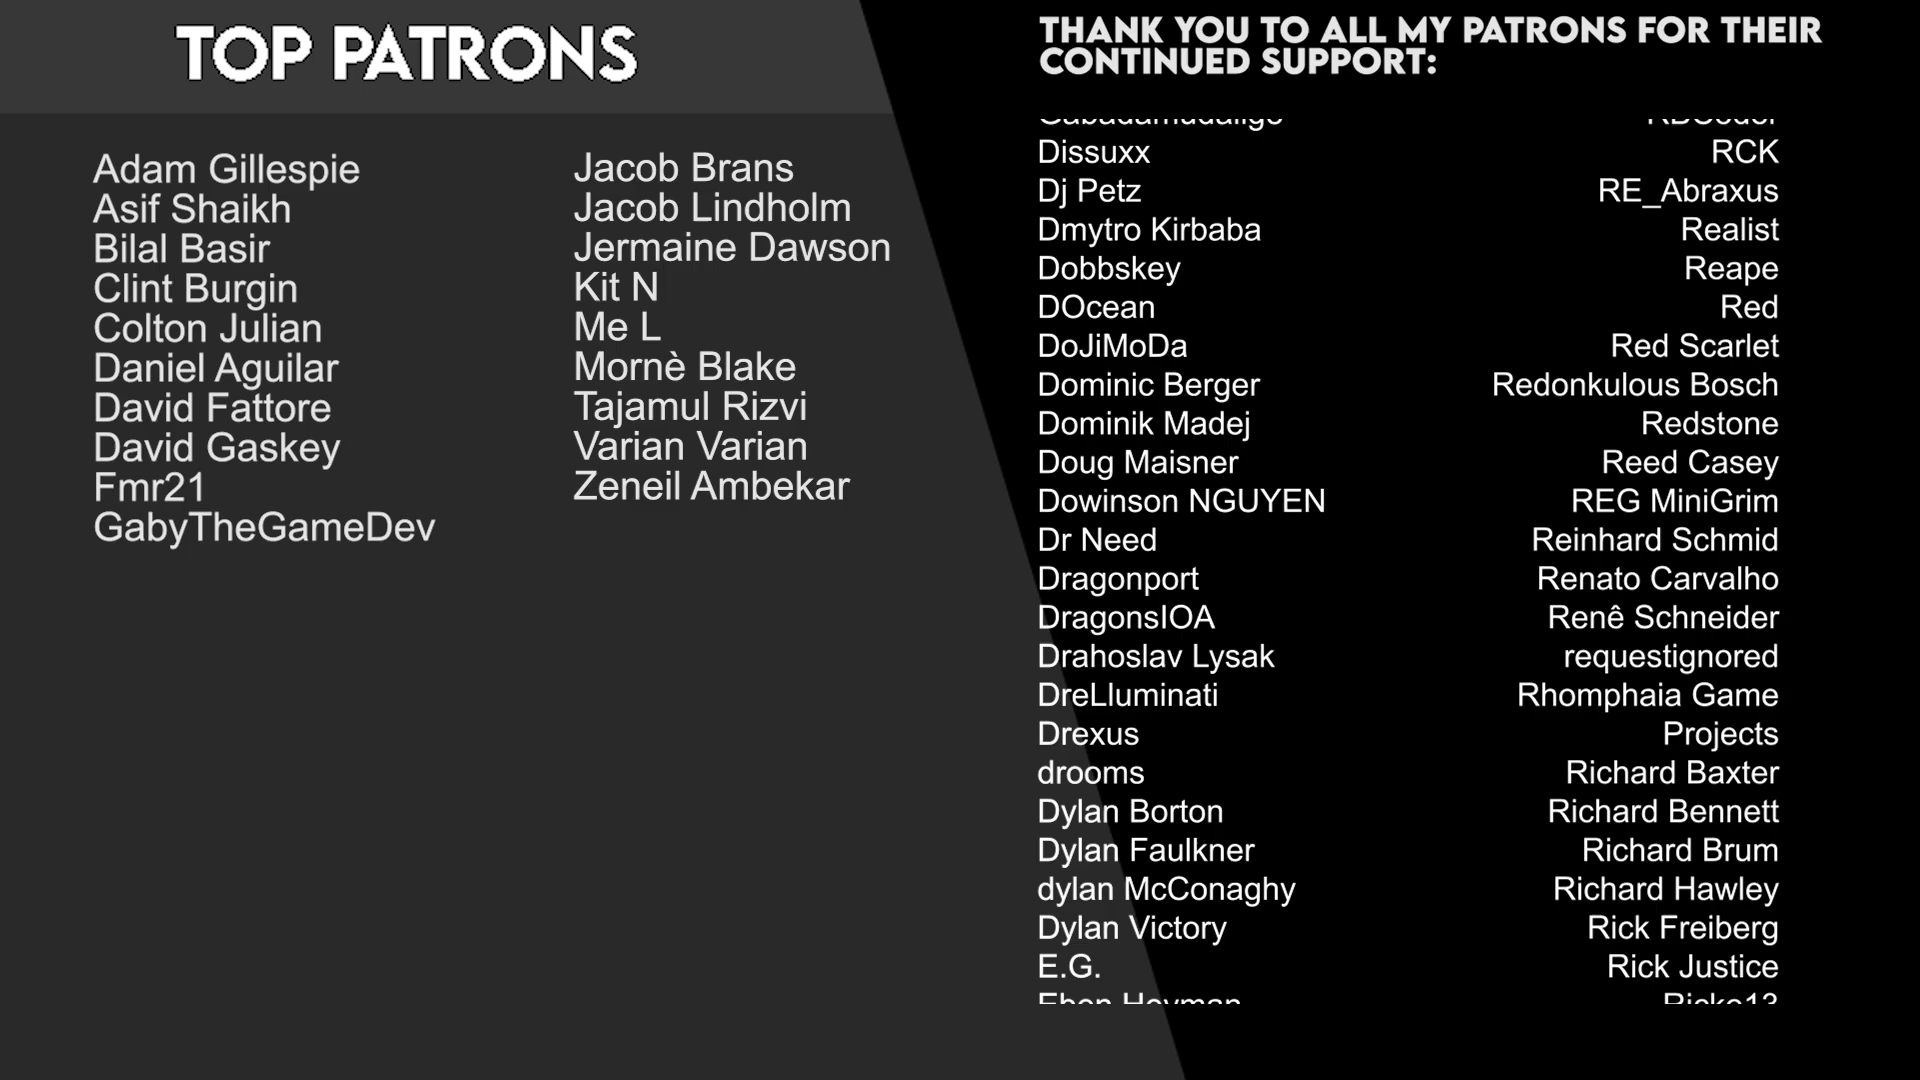 TOP PATRONS
Adam Gillespie
Asif Shaikh
Bilal Basir
Clint Burgin
Colton Julian
Daniel Aguilar
David Fattore
David Gaskey
Fmr21
GabyTheGameDev
Jacob Brans
Jacob Lindholm
Jermaine Dawson
Kit N
Me L
Mornè Blake
Tajamul Rizvi
Varian Varian
Zeneil Ambekar
THANK YOU TO ALL MY PATRONS FOR THEIR
CONTINUED SUPPORT:
Dissuxx
Dj Petz
Dmytro Kirbaba
Dobbskey
DOcean
DoJiMoDa
Dominic Berger
Dominik Madej
Doug Maisner
Dowinson NGUYEN
Dr Need
Dragonport
DragonsIOA
Drahoslav Lysak
DreLluminati
Drexus
drooms
Dylan Borton
Dylan Faulkner
dylan McConaghy
Dylan Victory
E.G.
RCK
RE_Abraxus
Realist
Reape
Red
Red Scarlet
Redonkulous Bosch
Redstone
Reed Casey
REG MiniGrim
Reinhard Schmid
Renato Carvalho
Renê Schneider
requestignored
Rhomphaia Game
Projects
Richard Baxter
Richard Bennett
Richard Brum
Richard Hawley
Rick Freiberg
Rick Justice